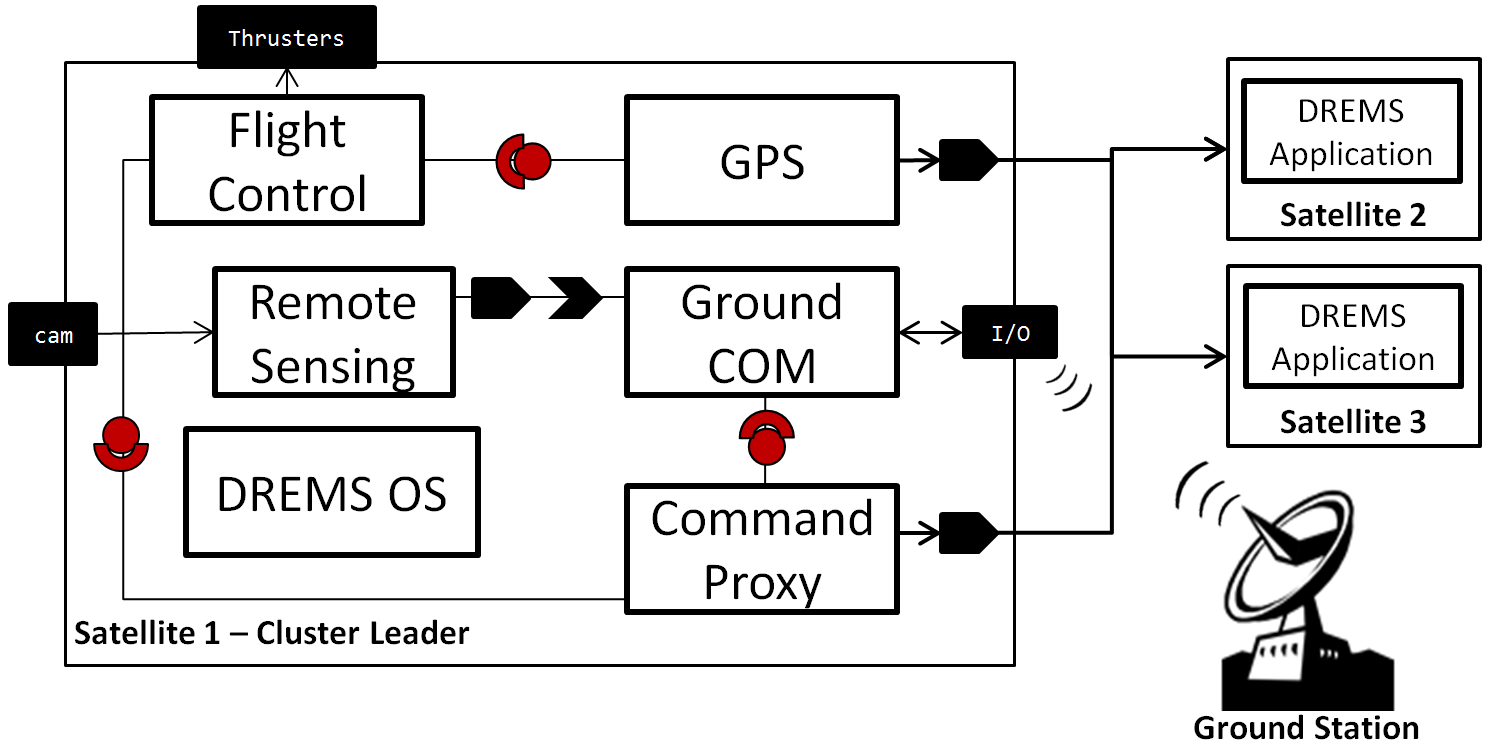 Thrusters
Flight
Control
GPS
DREMS
Application
Satellite 2
cam
Remote
Sensing
Ground
COM
I/O
DREMS
Application
Satellite 3
DREMS OS
Command
Proxy
Satellite 1 – Cluster Leader
Ground Station